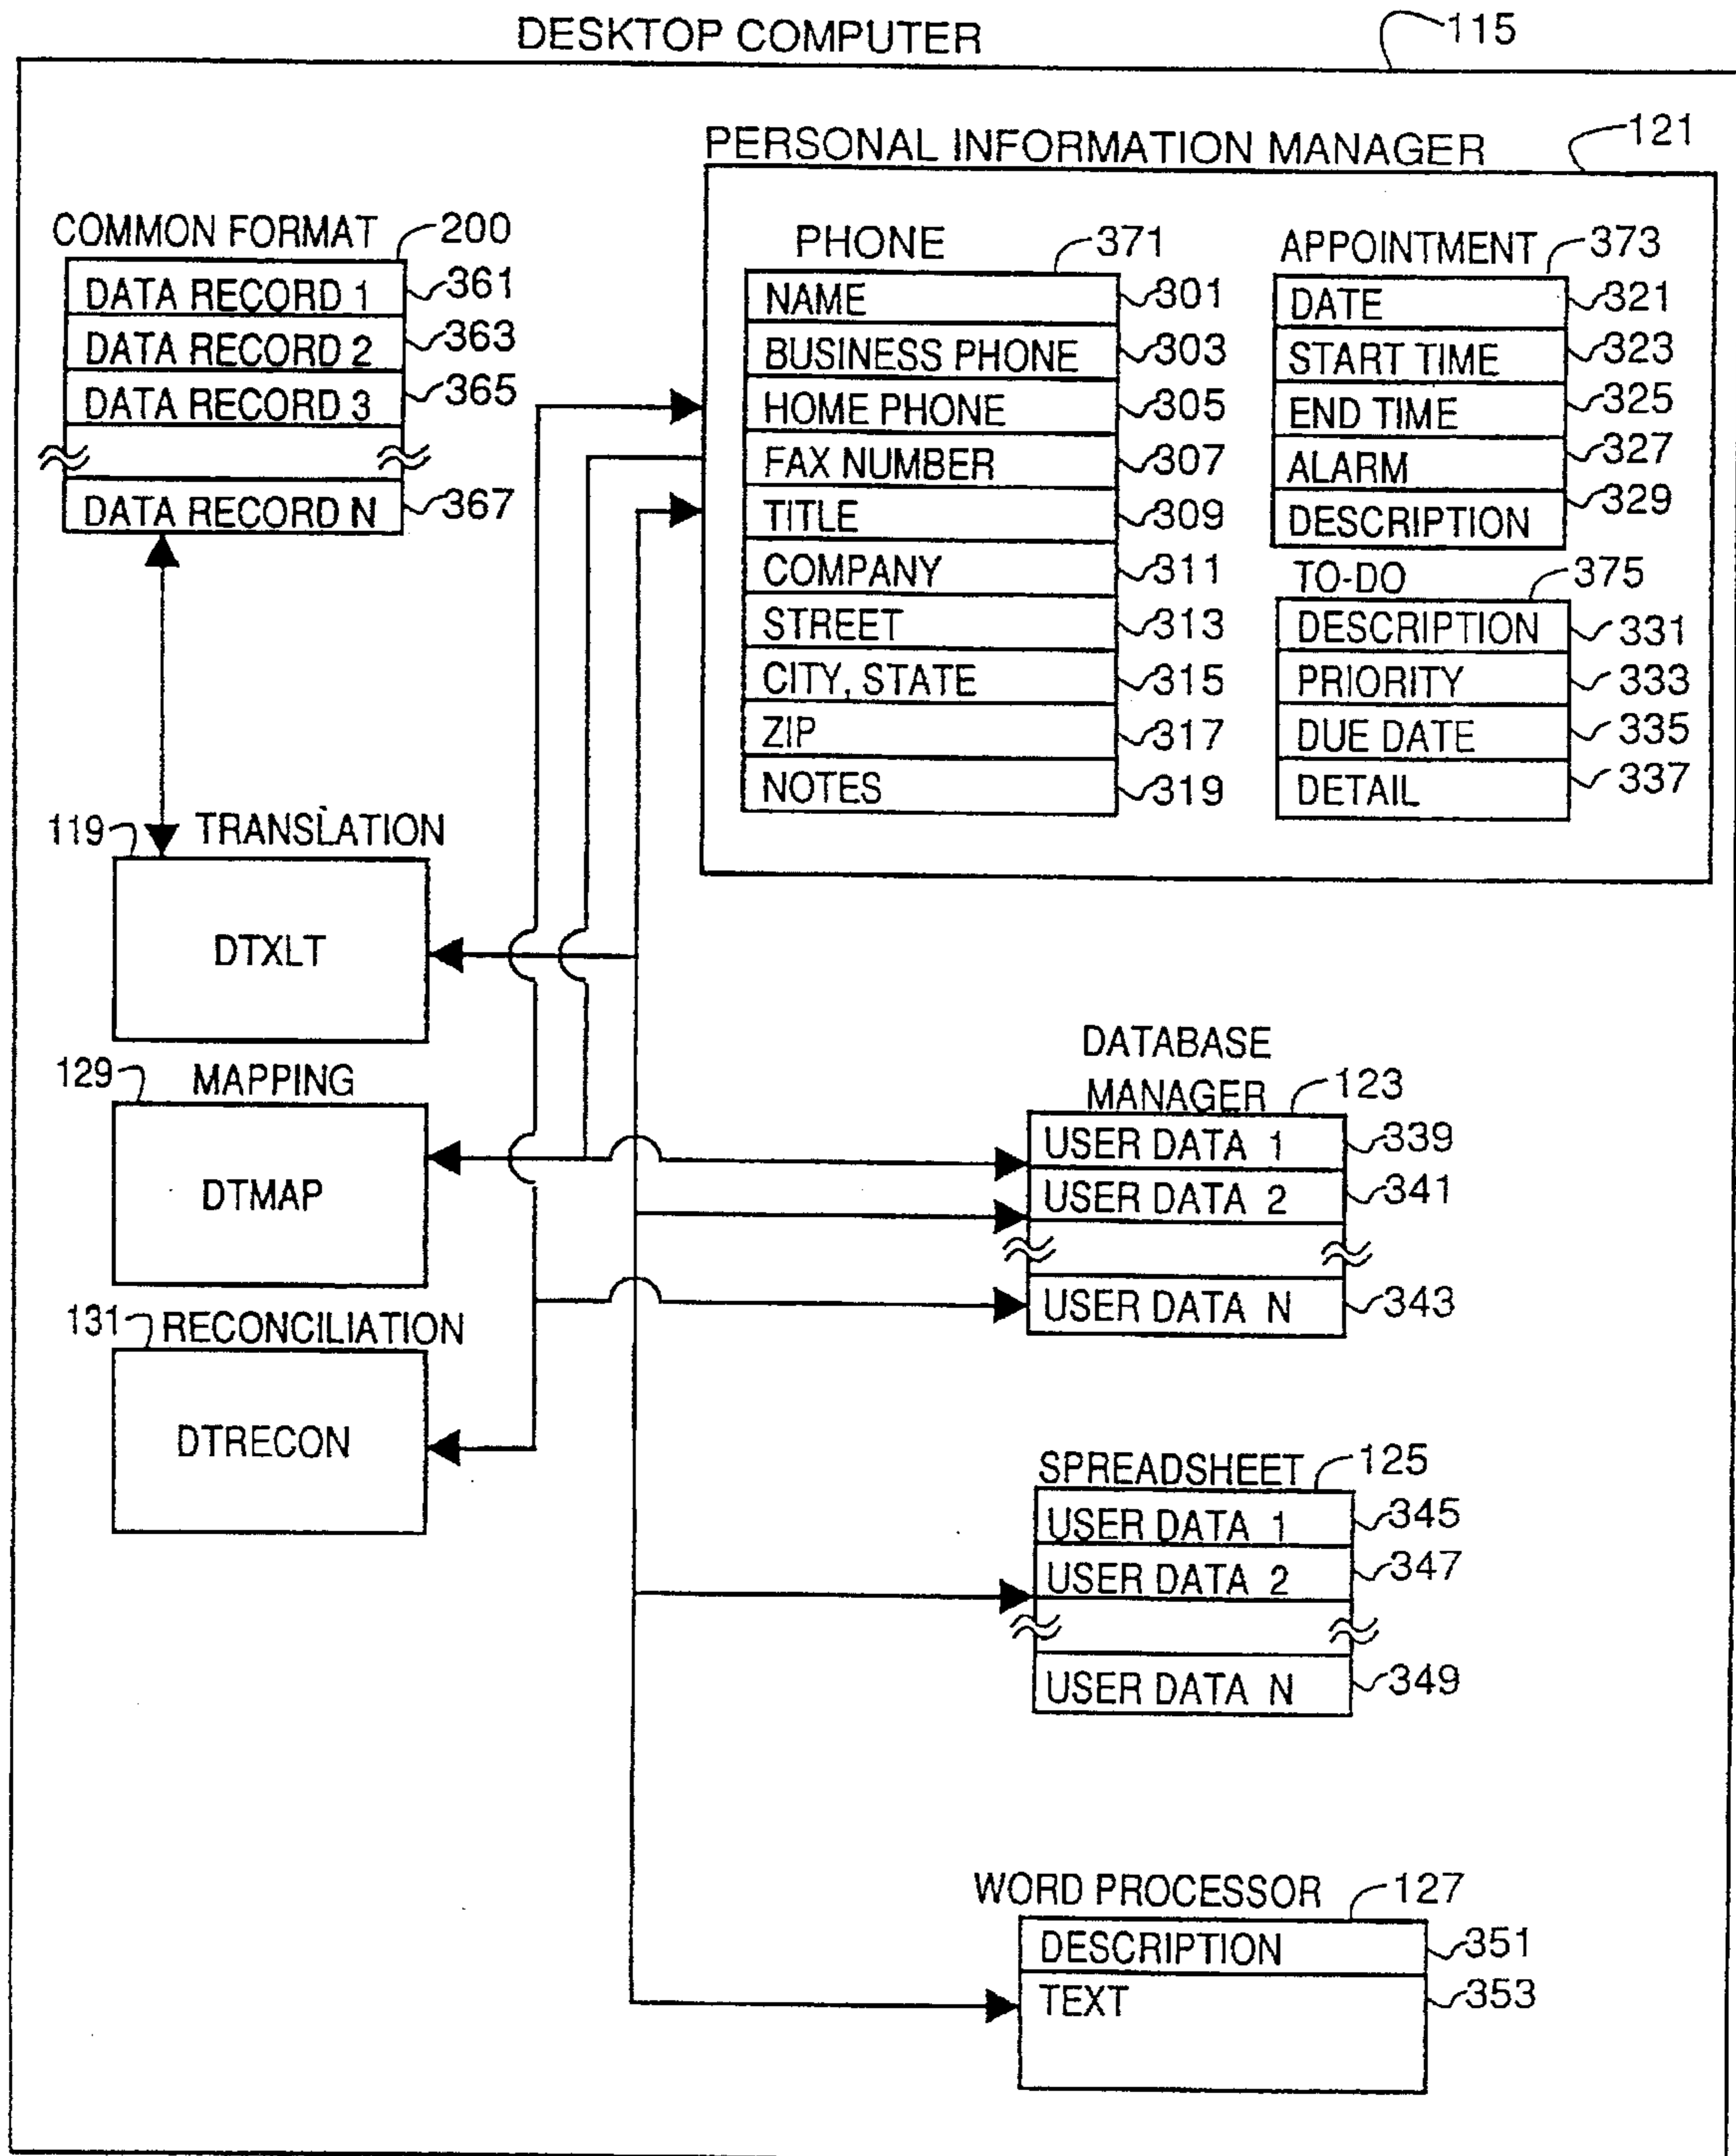 DESKTOP COMPUTER
115
PERSONAL INFORMATION MANAGER
121
COMMON FORMAT
200
DATA RECORD 1
361
DATA RECORD 2
363
DATA RECORD 3
365
DATA RECORD N
367
PHONE
371
NAME
301
BUSINESS PHONE
303
HOME PHONE
305
FAX NUMBER
307
TITLE
309
COMPANY
311
STREET
313
CITY, STATE
315
ZIP
317
NOTES
319
APPOINTMENT
373
DATE
321
START TIME
323
END TIME
325
ALARM
327
DESCRIPTION
329
TO-DO
375
DESCRIPTION
331
PRIORITY
333
DUE DATE
335
DETAIL
337
119
TRANSLATION
DTXLT
129
MAPPING
DTMAP
131
RECONCILIATION
DTRECON
DATABASE
MANAGER
123
USER DATA 1
339
USER DATA 2
341
USER DATA N
343
SPREADSHEET
125
USER DATA 1
345
USER DATA 2
347
USER DATA N
349
WORD PROCESSOR
127
DESCRIPTION
351
TEXT
353